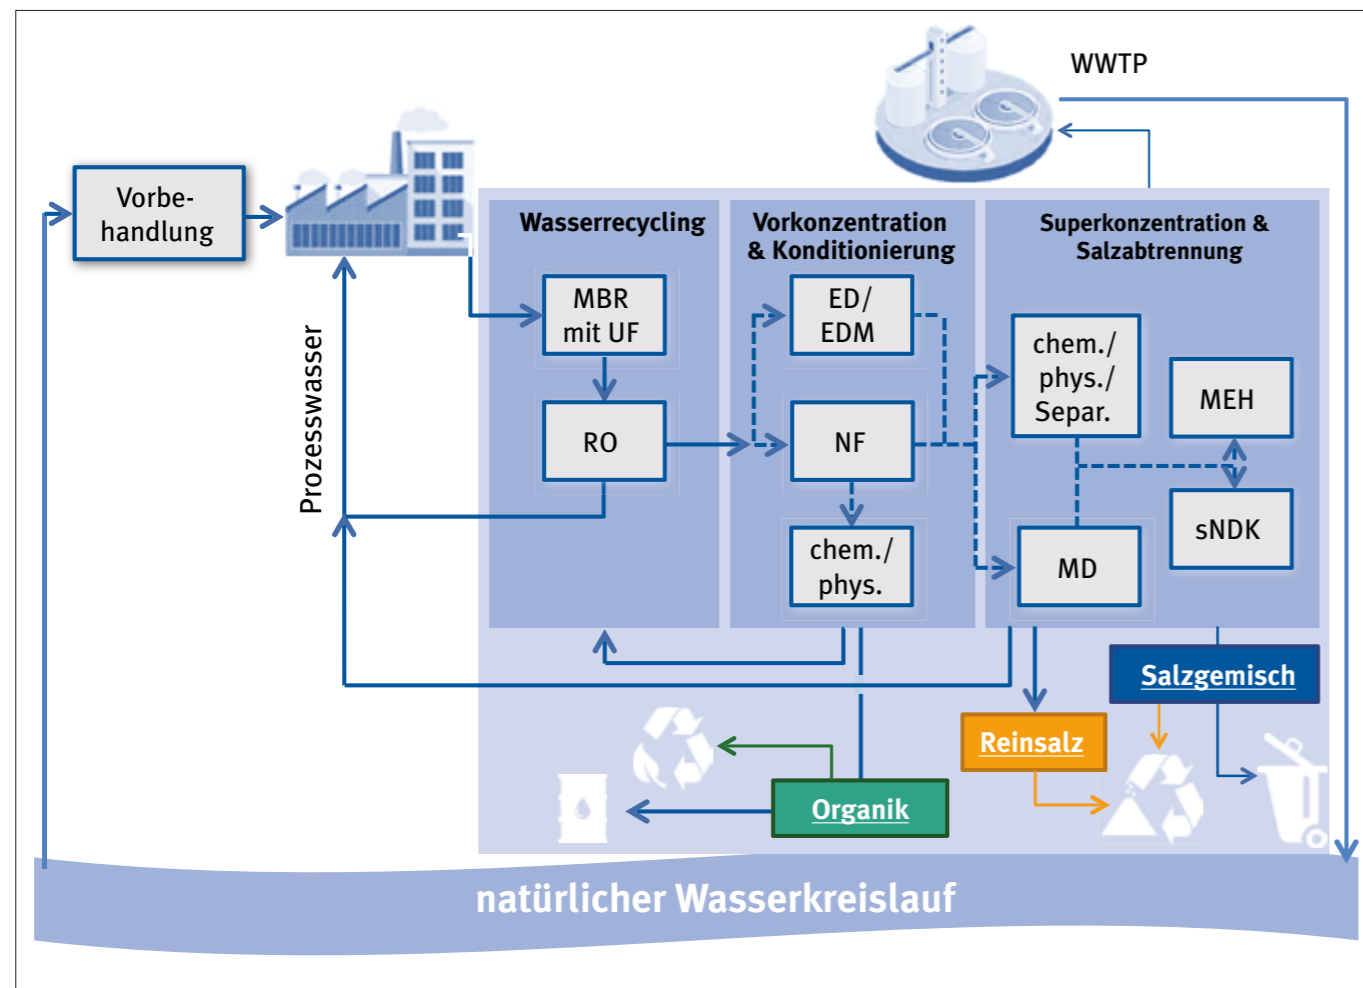 WWTP
Vorbe-
handlung
Prozesswasser
Wasserrecycling
MBR
mit UF
RO
Vorkonzentration
& Konditionierung
ED/
EDM
NF
chem./
phys.
Superkonzentration &
Salzabtrennung
chem./
phys./
Separ.
MEH
sNDK
MD
Salzgemisch
Reinsalz
Organik
natürlicher Wasserkreislauf